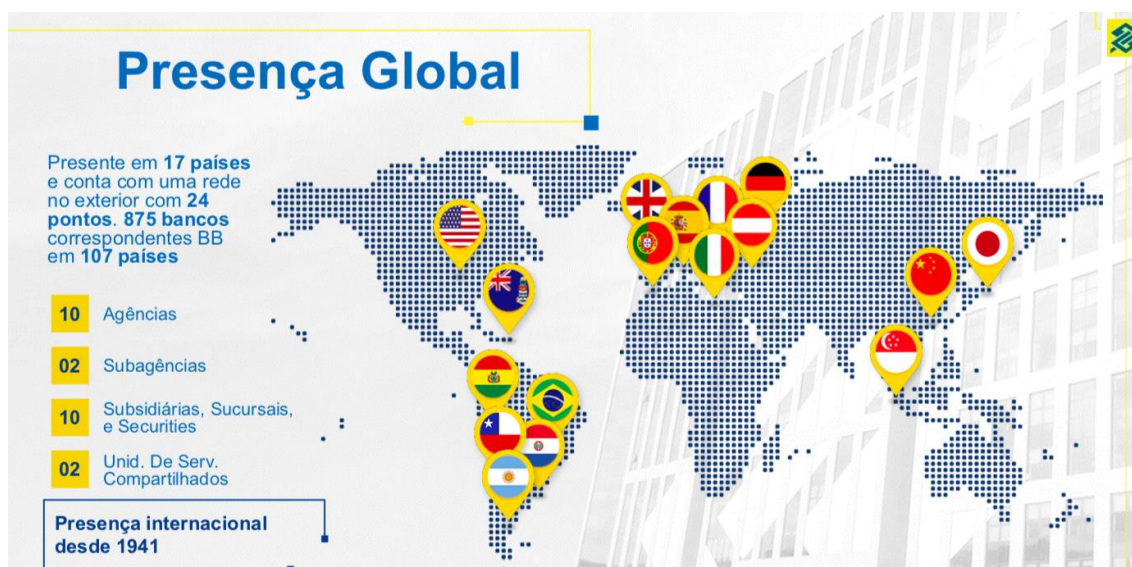 Presença Global
Presente em 17 países
e conta com uma rede
no exterior com 24
pontos. 875 bancos
correspondentes BB
em 107 países
10 Agências
02 Subagências
10 Subsidiárias, Sucursais,
e Securities
02 Unid. De Serv.
Compartilhados
Presença internacional
desde 1941